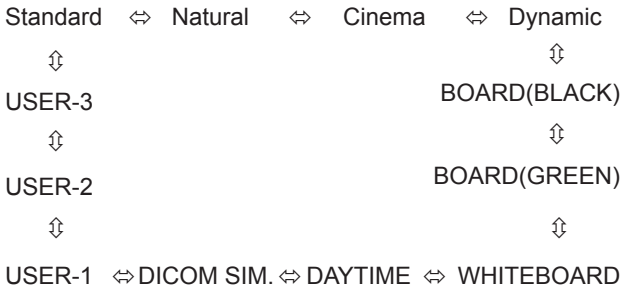 Standard ⇔ Natural ⇔ Cinema ⇔ Dynamic
⇕ ⇕
USER-3 BOARD(BLACK)
⇕ ⇕
USER-2 BOARD(GREEN)
⇕ ⇕
USER-1 ⇔ DICOM SIM. ⇔ DAYTIME ⇔ WHITEBOARD